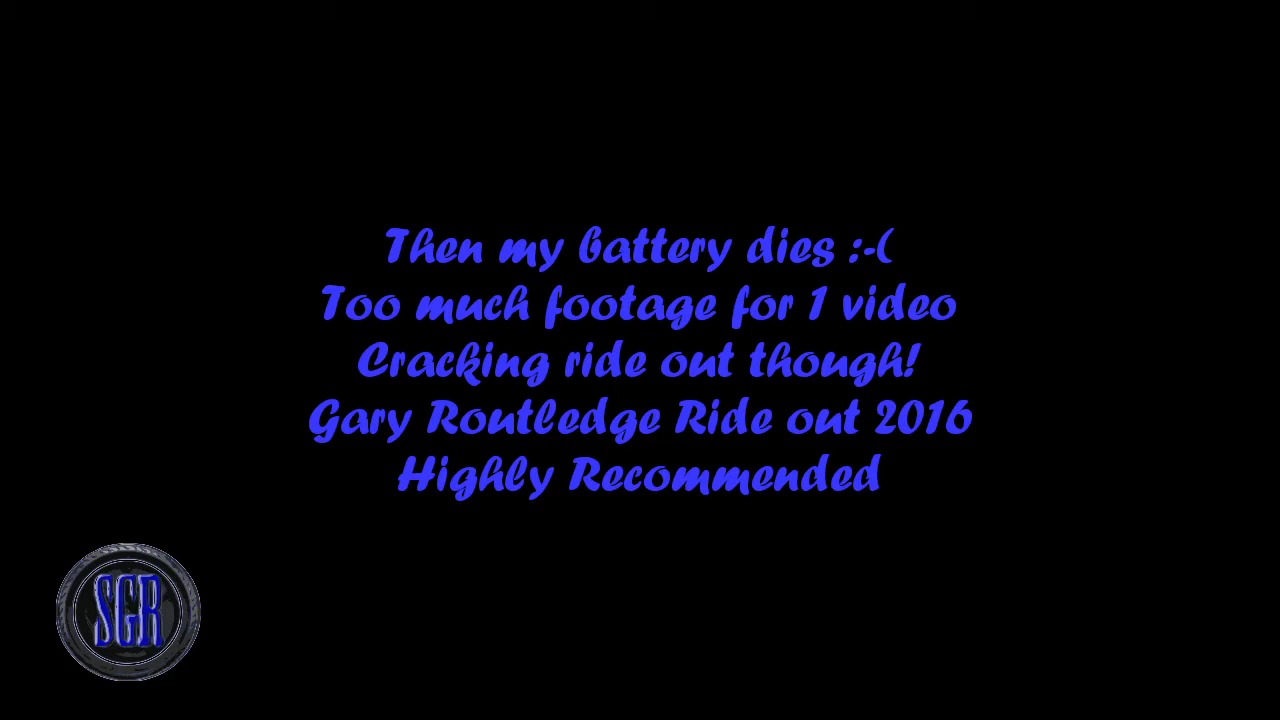 Then my battery dies :-(
Too much footage for 1 video
Cracking ride out though!
Gary Routledge Ride out 2016
Highly Recommended
SGR